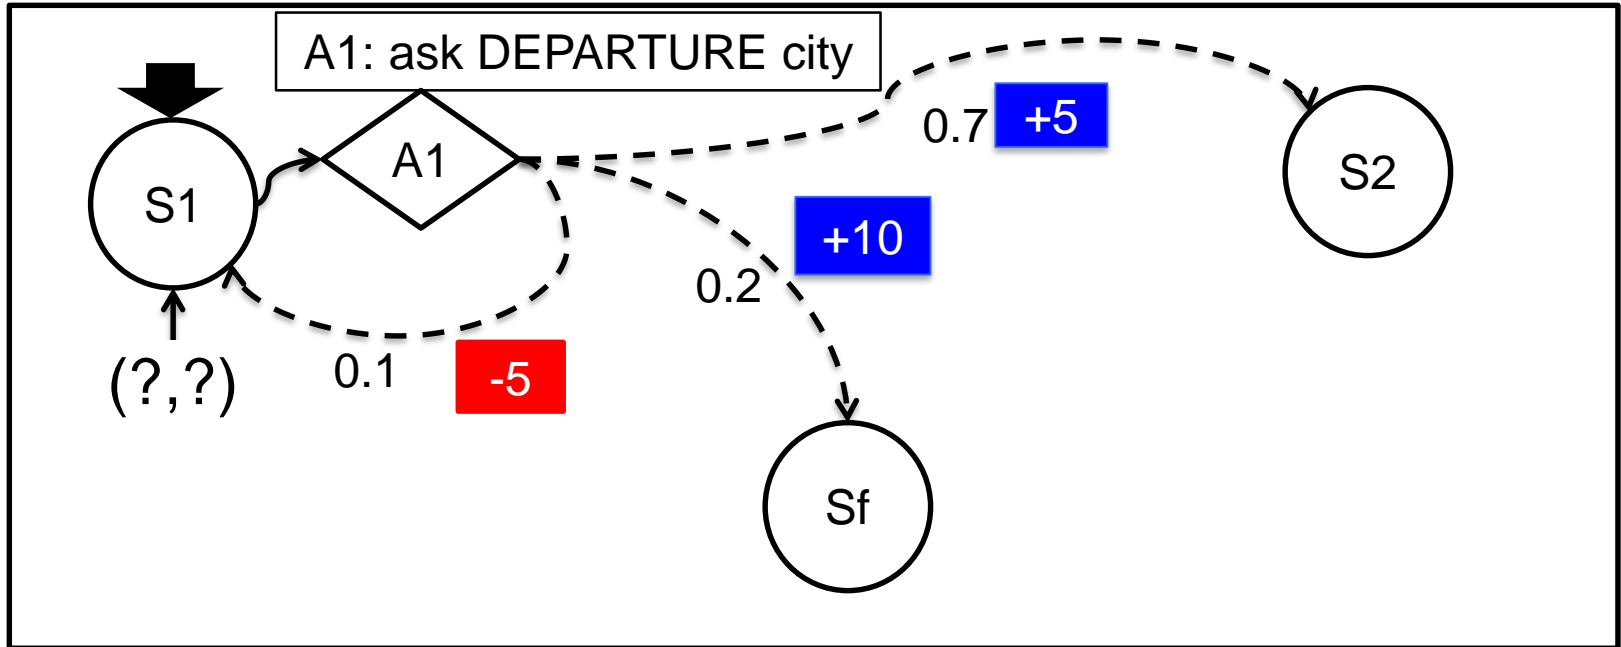 A1: ask DEPARTURE city
S1
A1
0.7
+5
S2
+10
0.2
(?,?)
0.1
-5
Sf